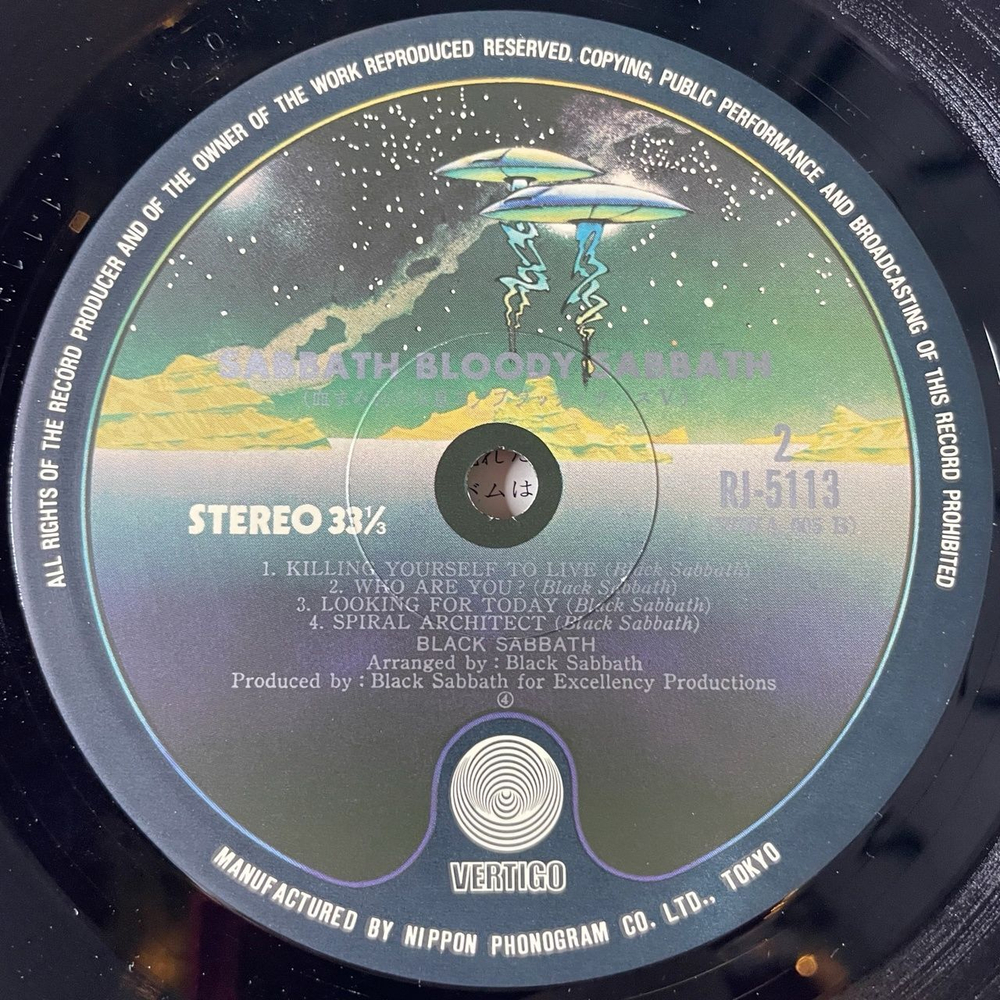 ALL RIGHTS OF THE RECORD PRODUCER AND OF THE OWNER OF THE WORK REPRODUCED RESERVED. COPYING, PUBLIC PERFORMANCE AND BROADCASTING OF THIS RECORD PROHIBITED
SABBATH BLOODY SABBATH
2
RJ-5113
STEREO 33⅓
1. KILLING YOURSELF TO LIVE (Black Sabbath)
2. WHO ARE YOU? (Black Sabbath)
3. LOOKING FOR TODAY (Black Sabbath)
4. SPIRAL ARCHITECT (Black Sabbath)
BLACK SABBATH
Arranged by : Black Sabbath
Produced by : Black Sabbath for Excellency Productions
④
VERTIGO
MANUFACTURED BY NIPPON PHONOGRAM CO. LTD., TOKYO